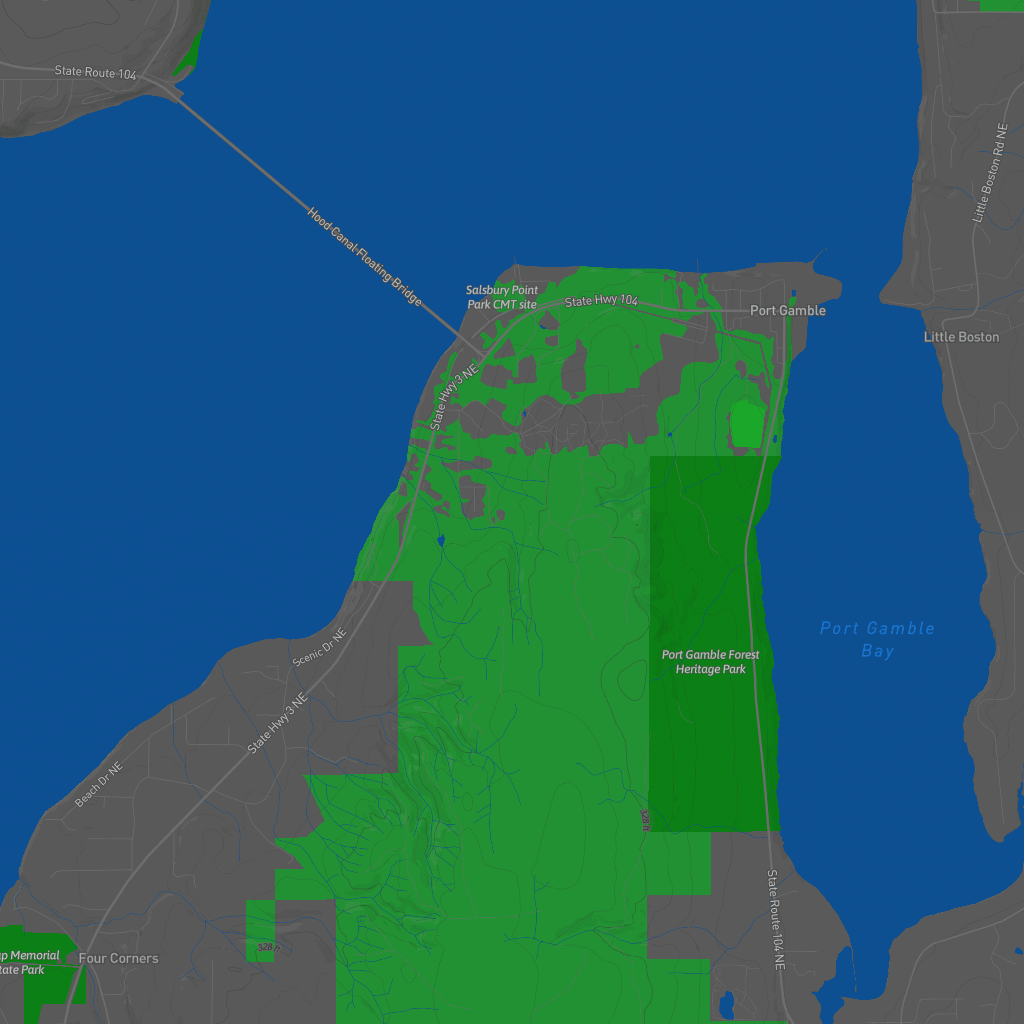 State Route 104
Little Boston Rd NE
Hood Canal Floating Bridge
Salsbury Point
Park CMT site
State Hwy 104
Port Gamble
Little Boston
State Hwy 3 NE
Port Gamble
Bay
Scenic Dr NE
Port Gamble Forest
Heritage Park
State Hwy 3 NE
Beach Dr NE
328 ft
State Route 104 NE
328 ft
Memorial
Park
Four Corners